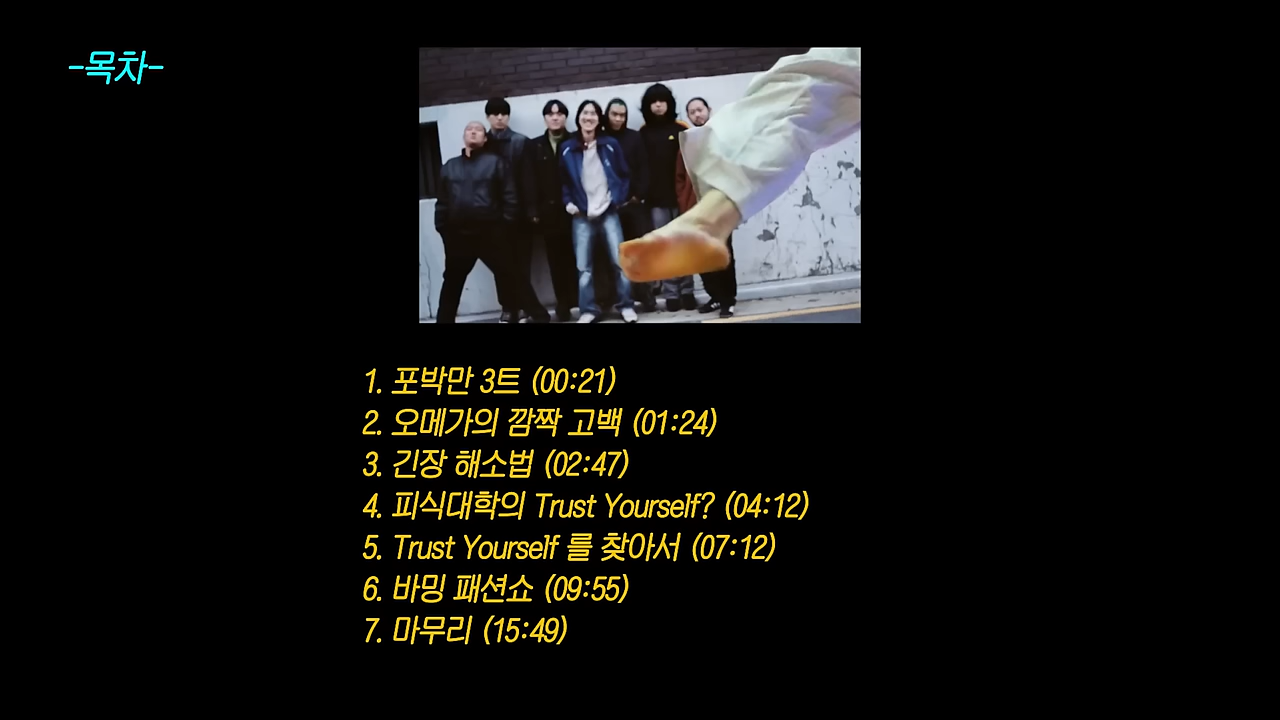 -목차-
1. 포박만 3트 (00:21)
2. 오메가의 깜짝 고백 (01:24)
3. 긴장 해소법 (02:47)
4. 피식대학의 Trust Yourself? (04:12)
5. Trust Yourself 를 찾아서 (07:12)
6. 바밍 패션쇼 (09:55)
7. 마무리 (15:49)